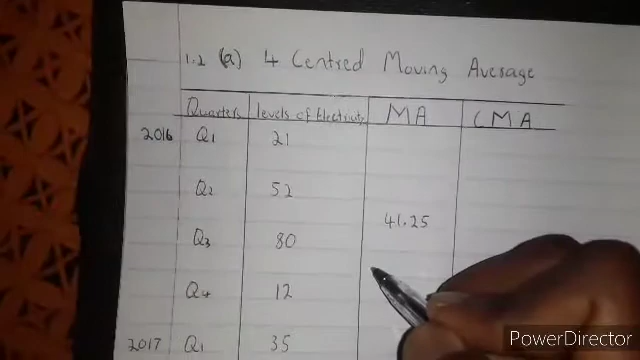 1.2 (a) 4 Centred Moving Average
Quarters levels of Electricity MA CMA
2016 Q1 21
Q2 52
41.25
Q3 80
Q4 12
2017 Q1 35
PowerDirector